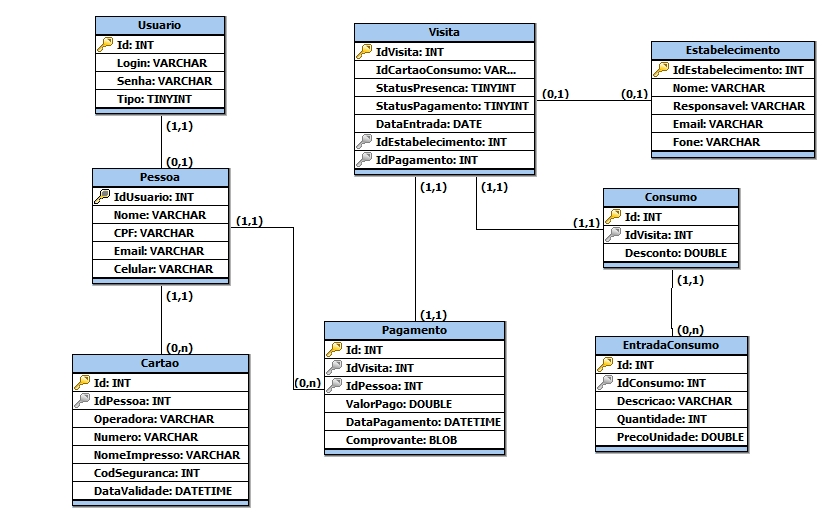 Usuario
Id: INT
Login: VARCHAR
Senha: VARCHAR
Tipo: TINYINT
(1,1)
(0,1)
Pessoa
IdUsuario: INT
Nome: VARCHAR
CPF: VARCHAR
Email: VARCHAR
Celular: VARCHAR
(1,1)
(1,1)
(0,n)
Cartao
Id: INT
IdPessoa: INT
Operadora: VARCHAR
Numero: VARCHAR
NomeImpresso: VARCHAR
CodSeguranca: INT
DataValidade: DATETIME
Visita
IdVisita: INT
IdCartaoConsumo: VAR...
StatusPresenca: TINYINT
StatusPagamento: TINYINT
DataEntrada: DATE
IdEstabelecimento: INT
IdPagamento: INT
(0,1)
(0,1)
(1,1)
(1,1)
(1,1)
(1,1)
(0,n)
Pagamento
Id: INT
IdVisita: INT
IdPessoa: INT
ValorPago: DOUBLE
DataPagamento: DATETIME
Comprovante: BLOB
Estabelecimento
IdEstabelecimento: INT
Nome: VARCHAR
Responsavel: VARCHAR
Email: VARCHAR
Fone: VARCHAR
Consumo
Id: INT
IdVisita: INT
Desconto: DOUBLE
(1,1)
(0,n)
EntradaConsumo
Id: INT
IdConsumo: INT
Descricao: VARCHAR
Quantidade: INT
PrecoUnidade: DOUBLE